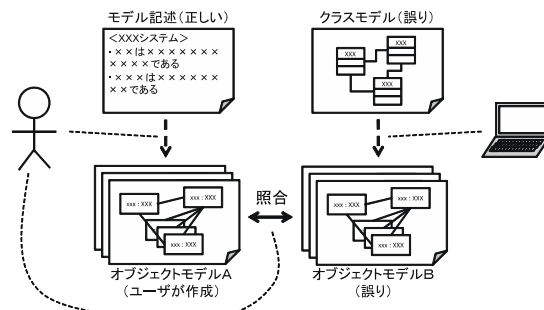 モデル記述(正しい)
<XXXシステム>
・××は××××××
××××である
・×××は××××××
××である
クラスモデル(誤り)
xxx
xxx
xxx
照合
xxx : XXX
xxx : XXX
xxx : XXX
xxx : XXX
xxx : XXX
xxx : XXX
オブジェクトモデルA
(ユーザが作成)
オブジェクトモデルB
(誤り)